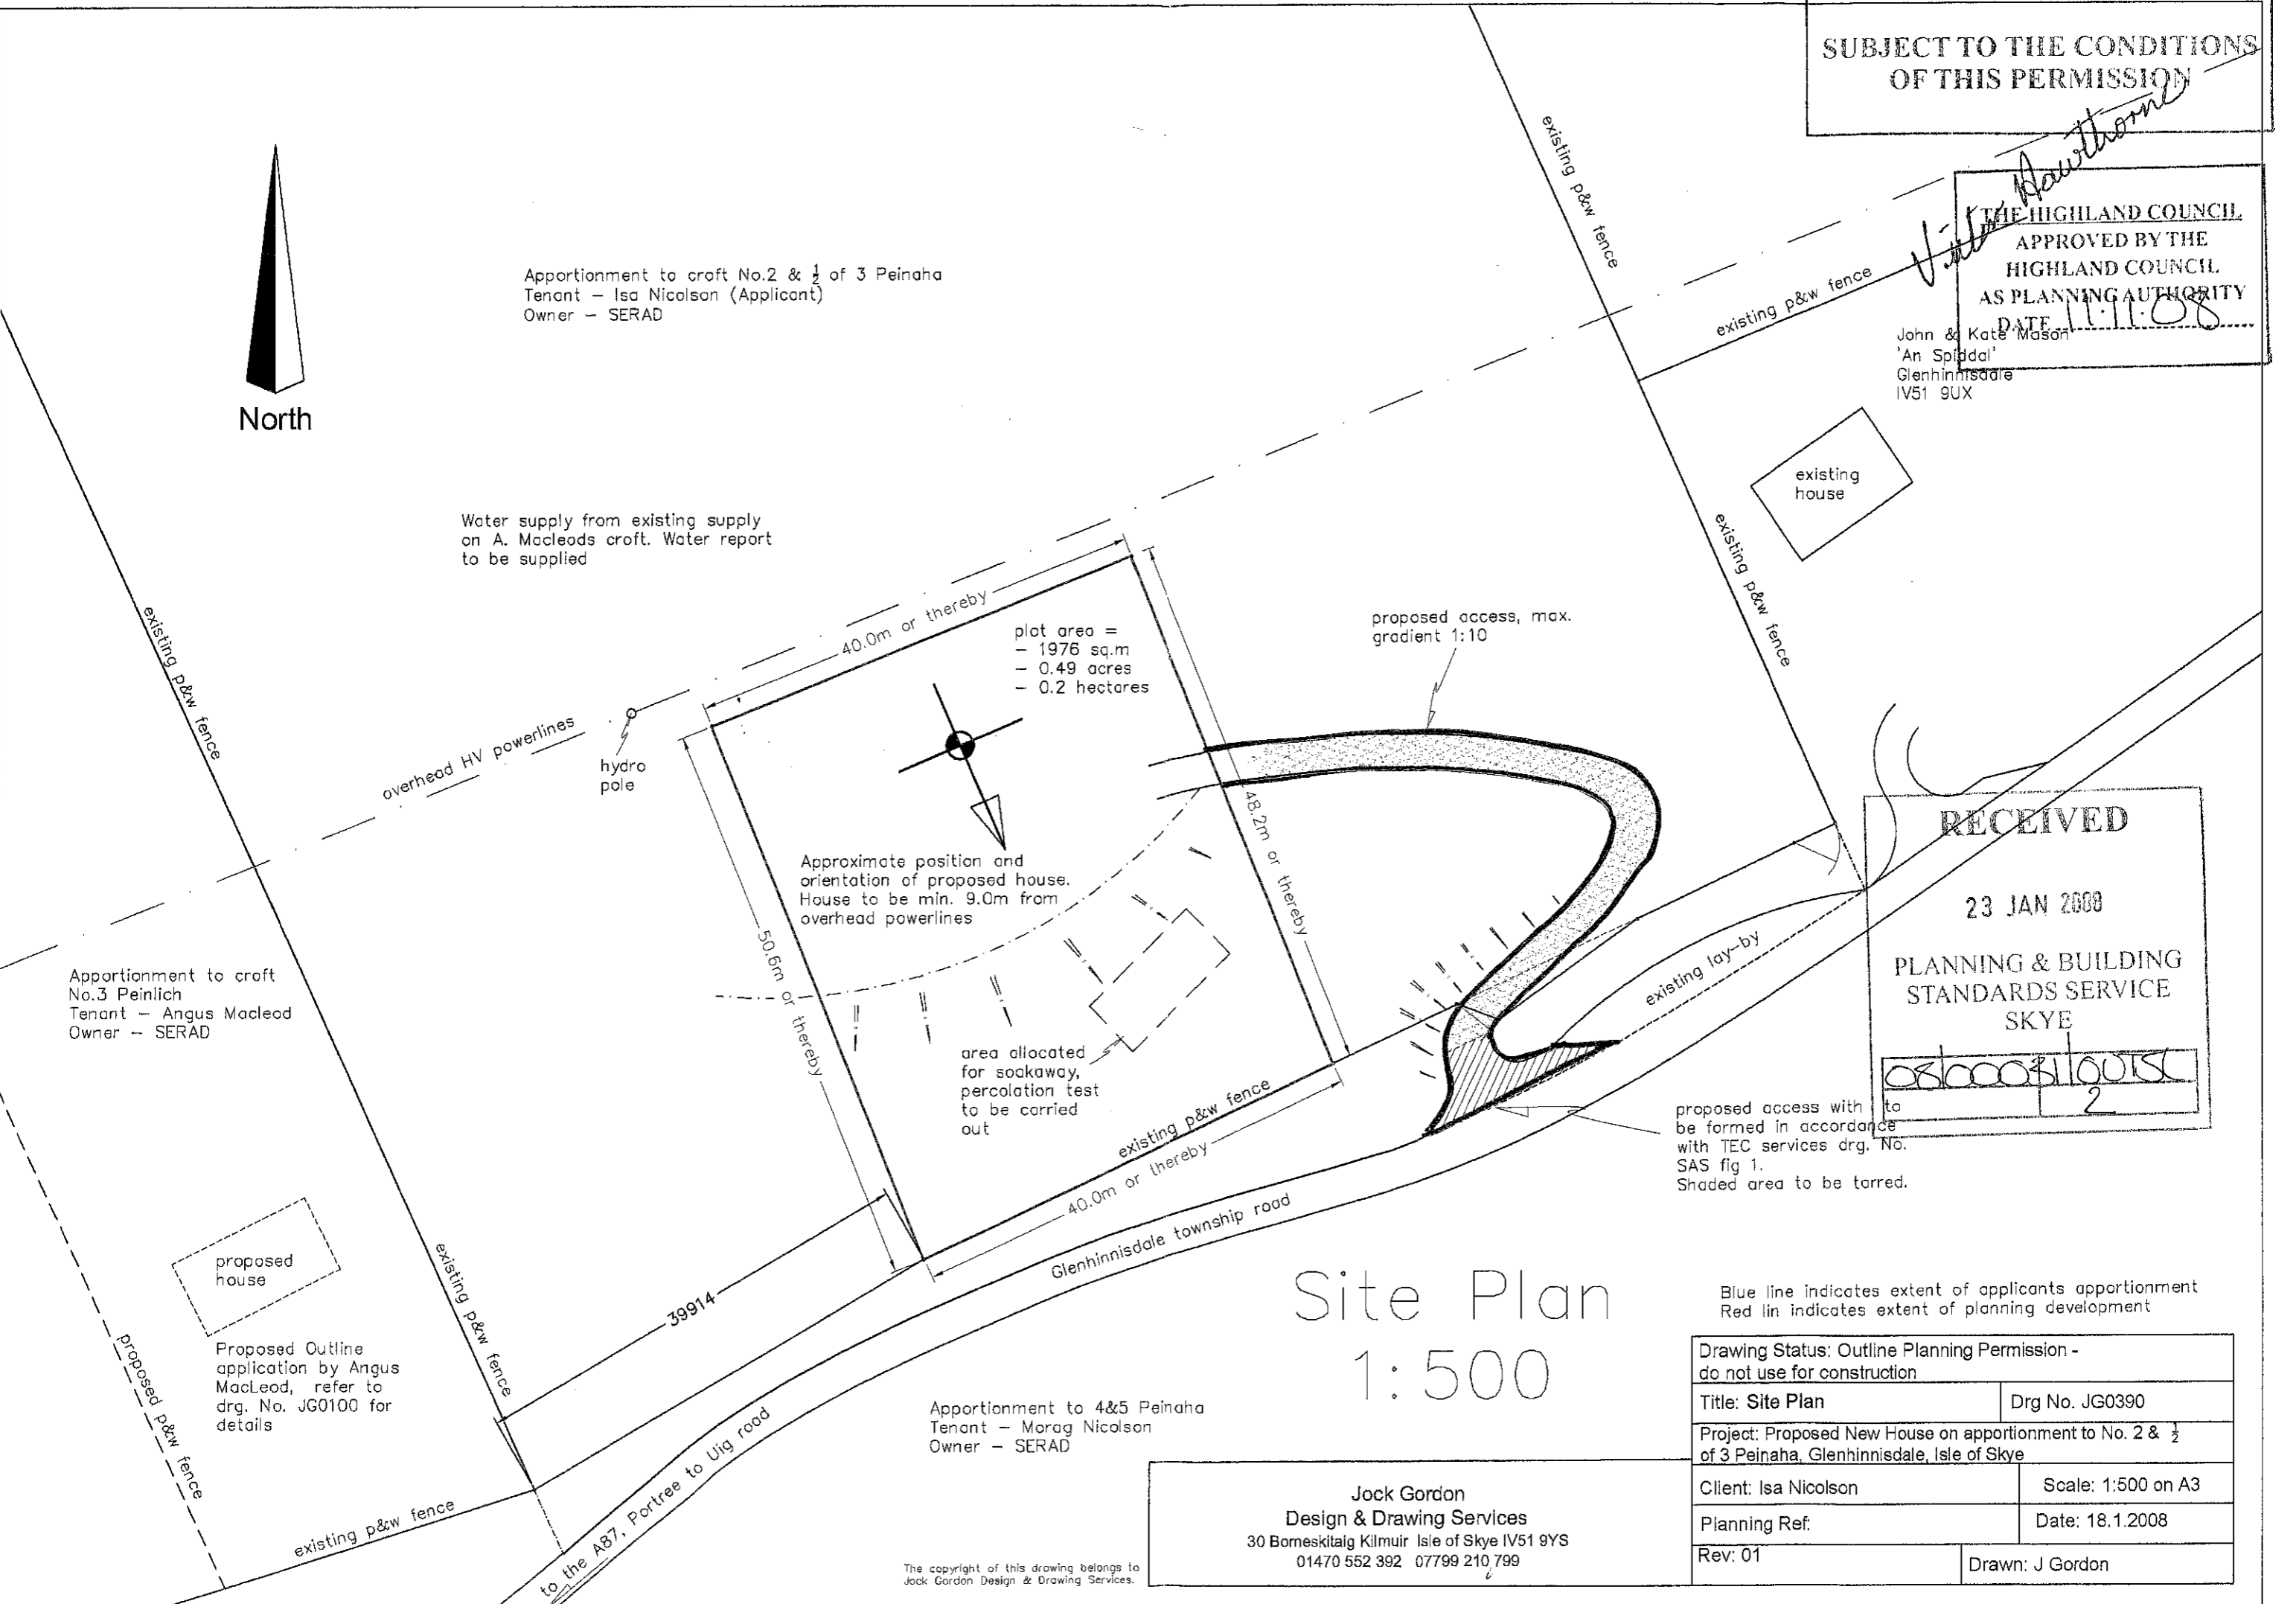 SUBJECT TO THE CONDITIONS
OF THIS PERMISSION
THE HIGHLAND COUNCIL
APPROVED BY THE
HIGHLAND COUNCIL
AS PLANNING AUTHORITY
DATE 11.11.08
John & Kate Mason
'An Spiddal'
Glenhinnisdale
IV51 9UX
existing p&w fence
existing p&w fence
existing
house
existing p&w fence
North
Apportionment to croft No.2 & ½ of 3 Peinaha
Tenant – Isa Nicolson (Applicant)
Owner – SERAD
Water supply from existing supply
on A. Macleods croft. Water report
to be supplied
existing p&w fence
overhead HV powerlines
hydro
pole
40.0m or thereby
plot area =
– 1976 sq.m
– 0.49 acres
– 0.2 hectares
proposed access, max.
gradient 1:10
Approximate position and
orientation of proposed house.
House to be min. 9.0m from
overhead powerlines
48.2m or thereby
50.6m or thereby
area allocated
for soakaway,
percolation test
to be carried
out
existing p&w fence
40.0m or thereby
Glenhinnisdale township road
existing lay-by
RECEIVED
23 JAN 2008
PLANNING & BUILDING
STANDARDS SERVICE
SKYE
2
proposed access with to
be formed in accordance
with TEC services drg. No.
SAS fig 1.
Shaded area to be tarred.
Apportionment to croft
No.3 Peinlich
Tenant – Angus Macleod
Owner – SERAD
proposed
house
Proposed Outline
application by Angus
MacLeod, refer to
drg. No. JG0100 for
details
proposed p&w fence
existing p&w fence
existing p&w fence
39914
to the A87, Portree to Uig road
Apportionment to 4&5 Peinaha
Tenant – Morag Nicolson
Owner – SERAD
Site Plan
1:500
Blue line indicates extent of applicants apportionment
Red lin indicates extent of planning development
Drawing Status: Outline Planning Permission -
do not use for construction
Title: Site Plan
Drg No. JG0390
Project: Proposed New House on apportionment to No. 2 & ½
of 3 Peinaha, Glenhinnisdale, Isle of Skye
Client: Isa Nicolson
Scale: 1:500 on A3
Planning Ref:
Date: 18.1.2008
Rev: 01
Drawn: J Gordon
Jock Gordon
Design & Drawing Services
30 Borneskitaig Kilmuir Isle of Skye IV51 9YS
01470 552 392 07799 210 799
The copyright of this drawing belongs to
Jock Gordon Design & Drawing Services.